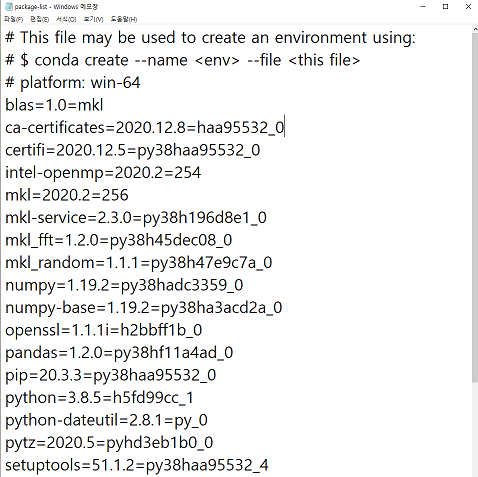 package-list - Windows 메모장
파일(F) 편집(E) 서식(O) 보기(V) 도움말(H)
# This file may be used to create an environment using:
# $ conda create --name <env> --file <this file>
# platform: win-64
blas=1.0=mkl
ca-certificates=2020.12.8=haa95532_0
certifi=2020.12.5=py38haa95532_0
intel-openmp=2020.2=254
mkl=2020.2=256
mkl-service=2.3.0=py38h196d8e1_0
mkl_fft=1.2.0=py38h45dec08_0
mkl_random=1.1.1=py38h47e9c7a_0
numpy=1.19.2=py38hadc3359_0
numpy-base=1.19.2=py38ha3acd2a_0
openssl=1.1.1i=h2bbff1b_0
pandas=1.2.0=py38hf11a4ad_0
pip=20.3.3=py38haa95532_0
python=3.8.5=h5fd99cc_1
python-dateutil=2.8.1=py_0
pytz=2020.5=pyhd3eb1b0_0
setuptools=51.1.2=py38haa95532_4